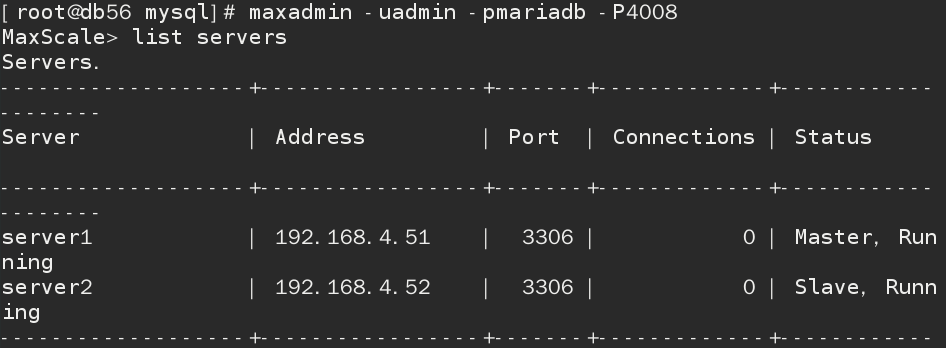 [root@db56 mysql]# maxadmin -uadmin -pmariadb -P4008
MaxScale> list servers
Servers.
-------------------+-----------------+-------+-------------+------------
--------
Server             | Address         | Port  | Connections | Status
-------------------+-----------------+-------+-------------+------------
--------
server1            | 192.168.4.51    |  3306 |           0 | Master, Run
ning
server2            | 192.168.4.52    |  3306 |           0 | Slave, Runn
ing
-------------------+-----------------+-------+-------------+------------